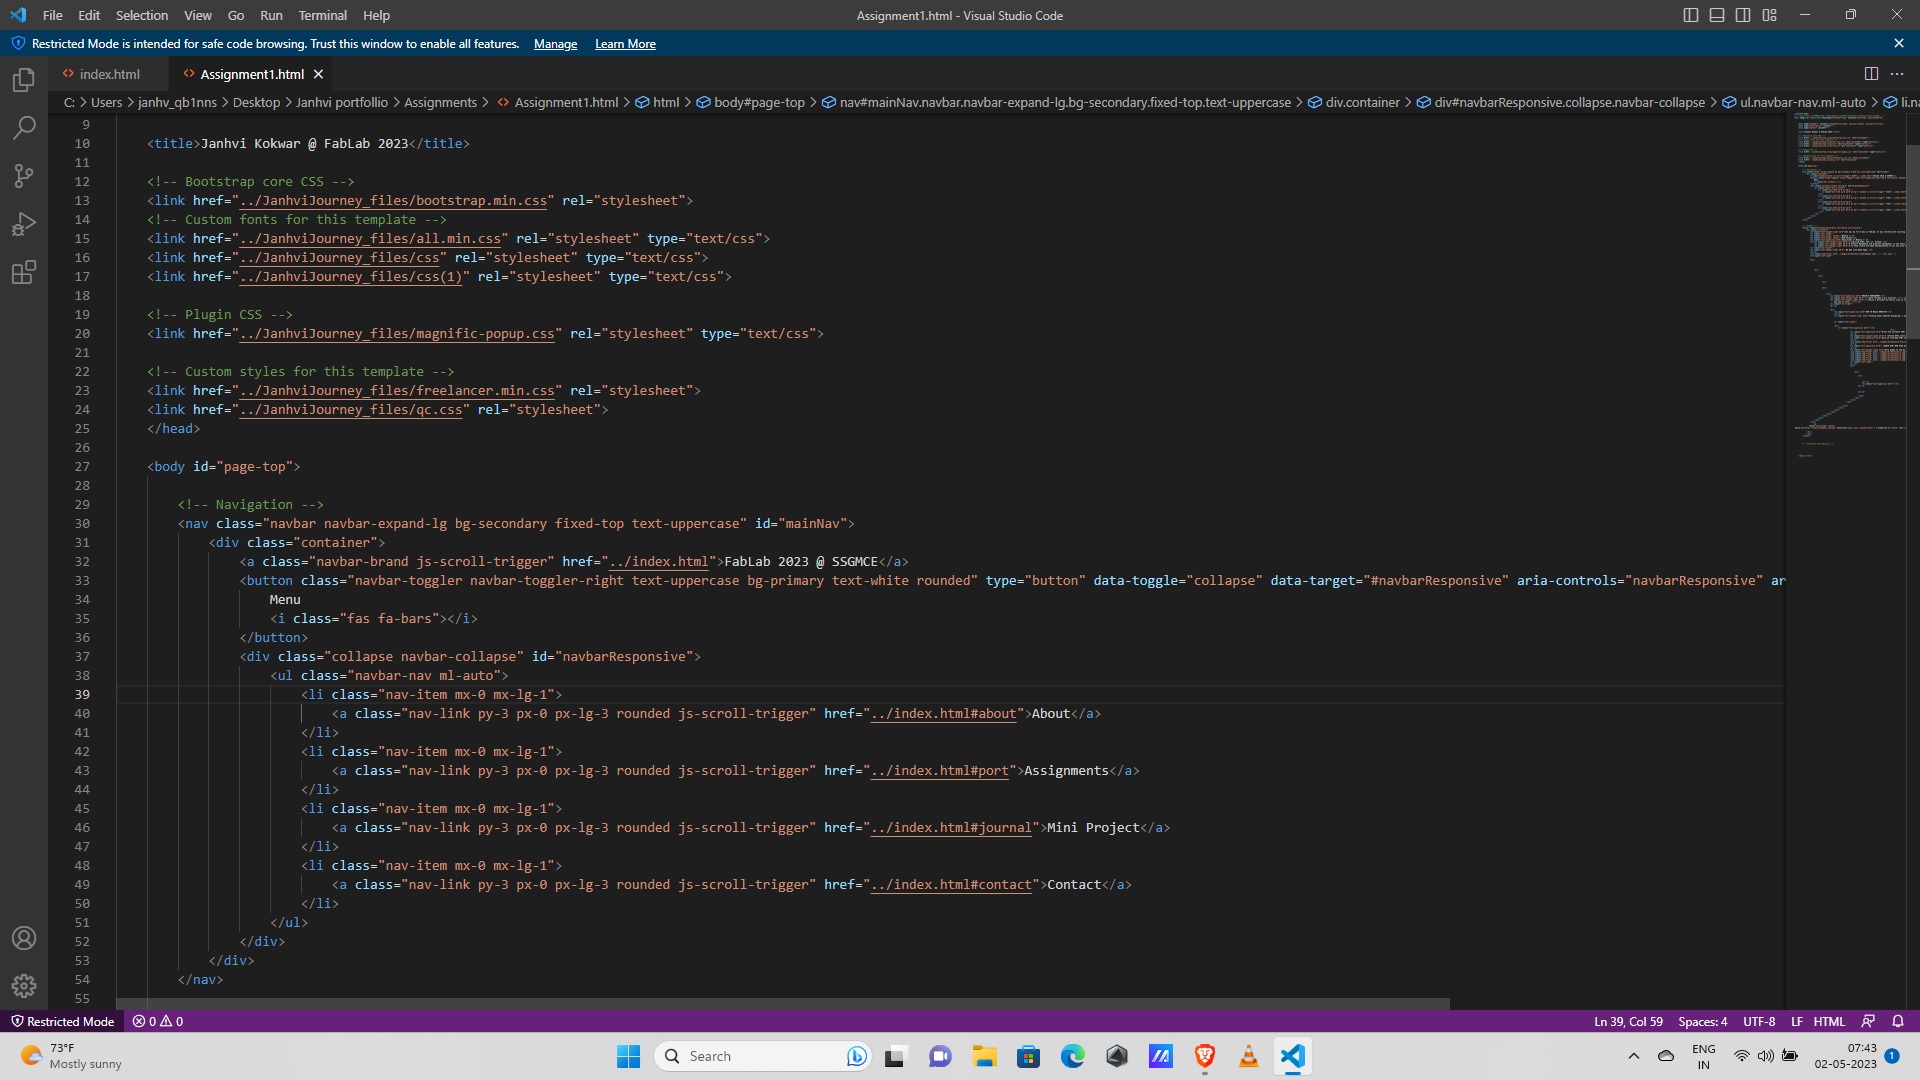 File Edit Selection View Go Run Terminal Help
Assignment1.html - Visual Studio Code
Restricted Mode is intended for safe code browsing. Trust this window to enable all features. Manage Learn More
index.html Assignment1.html
C: > Users > janhv_qb1nns > Desktop > Janhvi portfollio > Assignments > Assignment1.html > html > body#page-top > nav#mainNav.navbar.navbar-expand-lg.bg-secondary.fixed-top.text-uppercase > div.container > div#navbarResponsive.collapse.navbar-collapse > ul.navbar-nav.ml-auto > li.na
9
10 <title>Janhvi Kokwar @ FabLab 2023</title>
11
12 <!-- Bootstrap core CSS -->
13 <link href="../JanhviJourney_files/bootstrap.min.css" rel="stylesheet">
14 <!-- Custom fonts for this template -->
15 <link href="../JanhviJourney_files/all.min.css" rel="stylesheet" type="text/css">
16 <link href="../JanhviJourney_files/css" rel="stylesheet" type="text/css">
17 <link href="../JanhviJourney_files/css(1)" rel="stylesheet" type="text/css">
18
19 <!-- Plugin CSS -->
20 <link href="../JanhviJourney_files/magnific-popup.css" rel="stylesheet" type="text/css">
21
22 <!-- Custom styles for this template -->
23 <link href="../JanhviJourney_files/freelancer.min.css" rel="stylesheet">
24 <link href="../JanhviJourney_files/qc.css" rel="stylesheet">
25 </head>
26
27 <body id="page-top">
28
29 <!-- Navigation -->
30 <nav class="navbar navbar-expand-lg bg-secondary fixed-top text-uppercase" id="mainNav">
31 <div class="container">
32 <a class="navbar-brand js-scroll-trigger" href="../index.html">FabLab 2023 @ SSGMCE</a>
33 <button class="navbar-toggler navbar-toggler-right text-uppercase bg-primary text-white rounded" type="button" data-toggle="collapse" data-target="#navbarResponsive" aria-controls="navbarResponsive" ar
34 Menu
35 <i class="fas fa-bars"></i>
36 </button>
37 <div class="collapse navbar-collapse" id="navbarResponsive">
38 <ul class="navbar-nav ml-auto">
39 <li class="nav-item mx-0 mx-lg-1">
40 <a class="nav-link py-3 px-0 px-lg-3 rounded js-scroll-trigger" href="../index.html#about">About</a>
41 </li>
42 <li class="nav-item mx-0 mx-lg-1">
43 <a class="nav-link py-3 px-0 px-lg-3 rounded js-scroll-trigger" href="../index.html#port">Assignments</a>
44 </li>
45 <li class="nav-item mx-0 mx-lg-1">
46 <a class="nav-link py-3 px-0 px-lg-3 rounded js-scroll-trigger" href="../index.html#journal">Mini Project</a>
47 </li>
48 <li class="nav-item mx-0 mx-lg-1">
49 <a class="nav-link py-3 px-0 px-lg-3 rounded js-scroll-trigger" href="../index.html#contact">Contact</a>
50 </li>
51 </ul>
52 </div>
53 </div>
54 </nav>
55
Restricted Mode 0 0 Ln 39, Col 59 Spaces: 4 UTF-8 LF HTML
73°F
Mostly sunny
Search
ENG
IN
07:43
02-05-2023
1